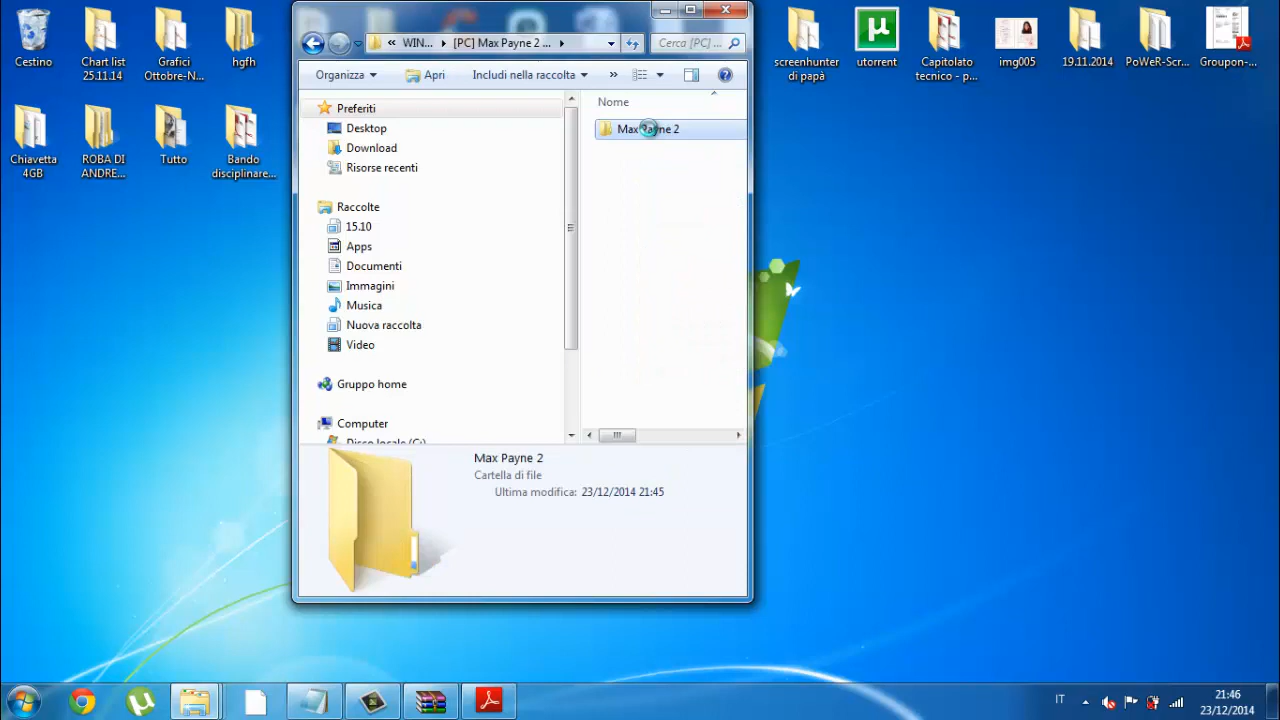 Cestino
Chart list
25.11.14
Grafici
Ottobre-N...
hgfh
Chiavetta
4GB
ROBA DI
ANDRE...
Tutto
Bando
disciplinare...
WIN...
[PC] Max Payne 2 ...
Cerca [PC] ...
Organizza
Apri
Includi nella raccolta
»
Preferiti
Desktop
Download
Risorse recenti
Raccolte
15.10
Apps
Documenti
Immagini
Musica
Nuova raccolta
Video
Gruppo home
Computer
Disco locale (C:)
Nome
Max Payne 2
Max Payne 2
Cartella di file
Ultima modifica: 23/12/2014 21:45
screenhunter
di papà
utorrent
Capitolato
tecnico - p...
img005
19.11.2014
PoWeR-Scr...
Groupon-...
IT
21:46
23/12/2014